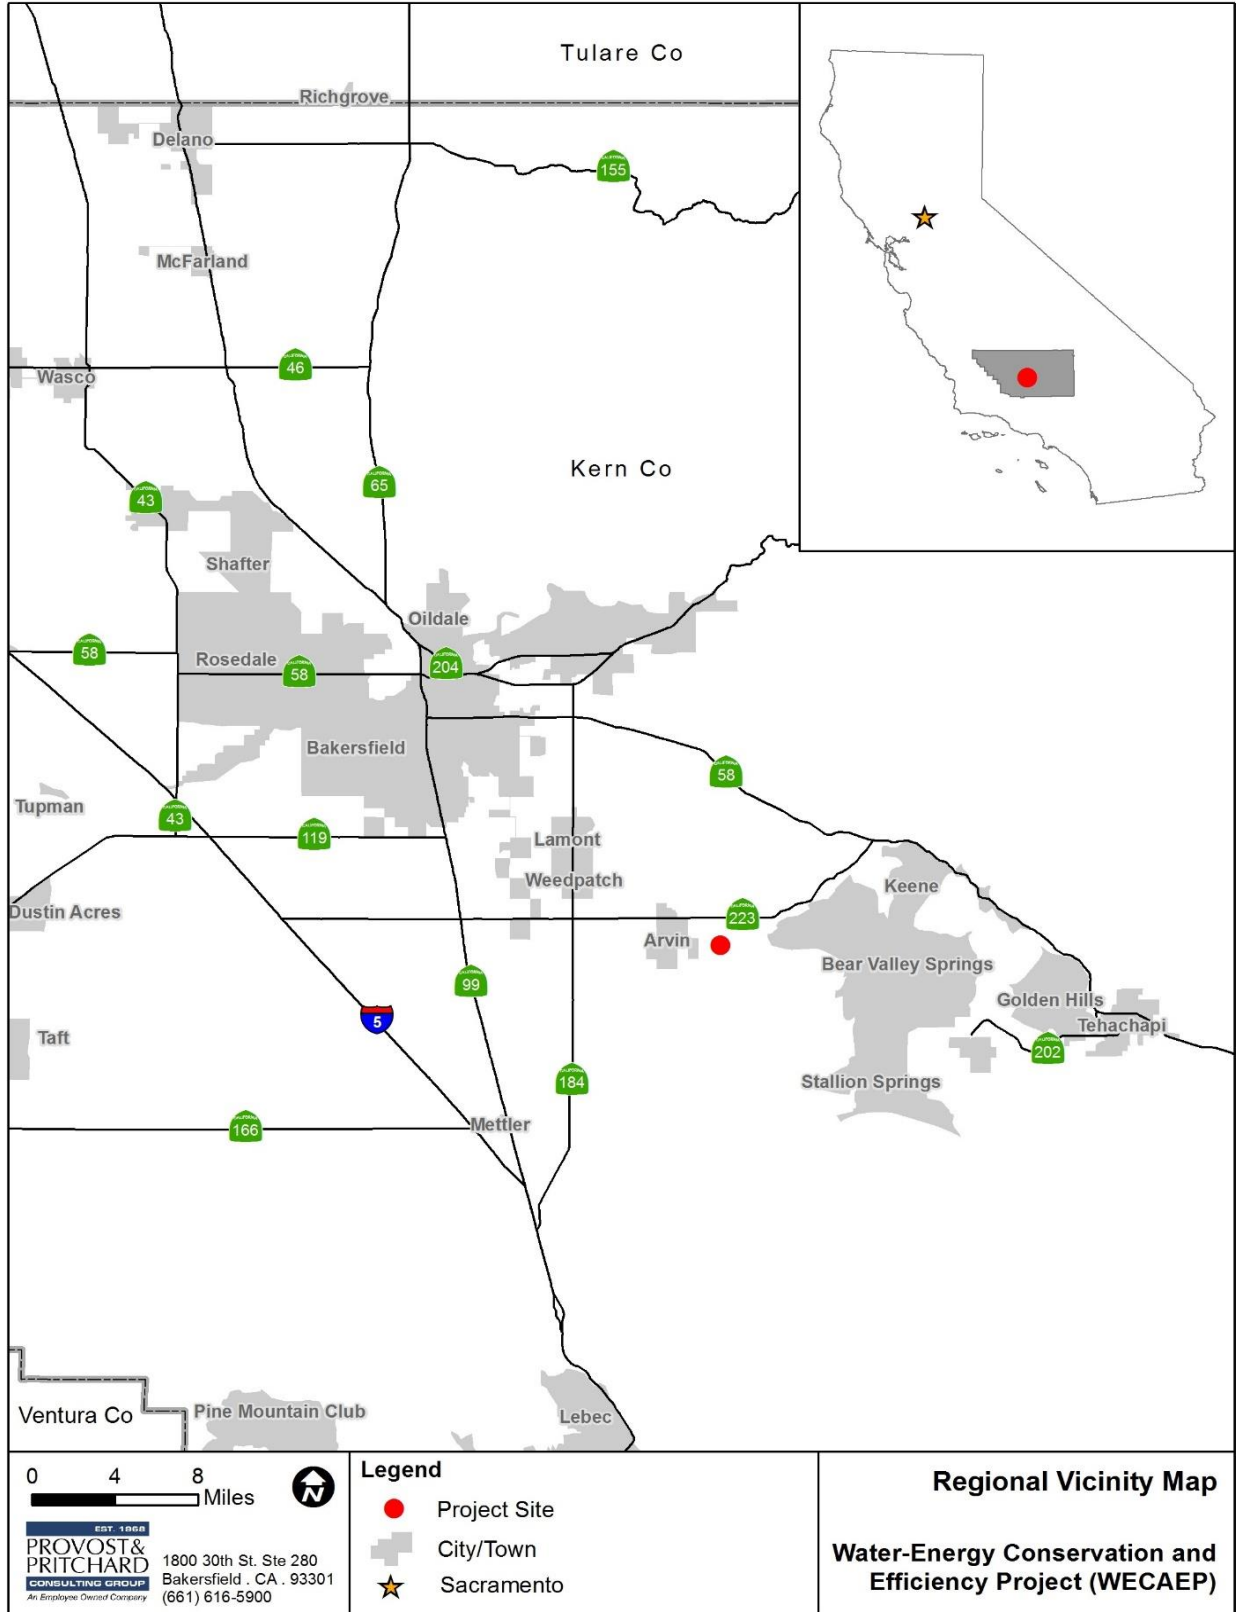 Tulare Co
Richgrove
Delano
155
McFarland
46
Wasco
Kern Co
65
43
Shafter
Oildale
58
Rosedale
58
204
Bakersfield
58
Tupman
43
119
Lamont
Weedpatch
Keene
Dustin Acres
223
Arvin
Bear Valley Springs
99
Golden Hills
5
Tehachapi
Taft
202
184
Stallion Springs
166
Mettler
Ventura Co
Pine Mountain Club
Lebec
0 4 8
Miles
N
EST. 1968
PROVOST &
PRITCHARD
CONSULTING GROUP
An Employee Owned Company
1800 30th St. Ste 280
Bakersfield . CA . 93301
(661) 616-5900
Legend
Project Site
City/Town
Sacramento
Regional Vicinity Map
Water-Energy Conservation and
Efficiency Project (WECAEP)